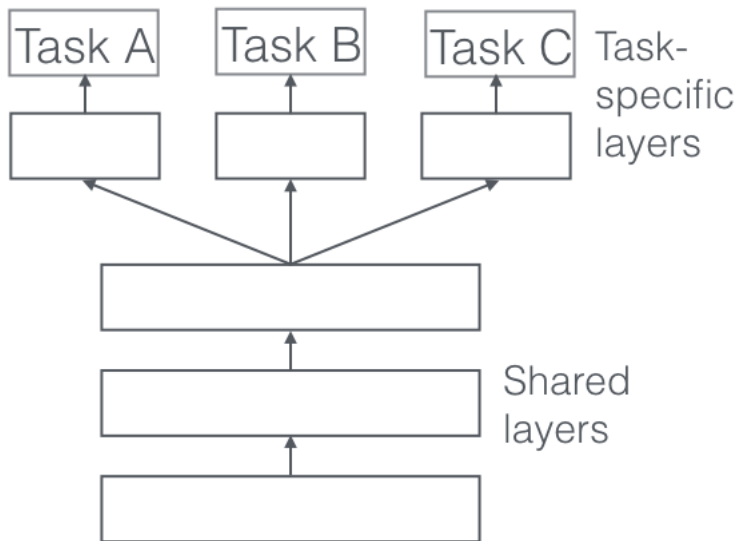 Task A
Task B
Task C
Task-
specific
layers
Shared
layers